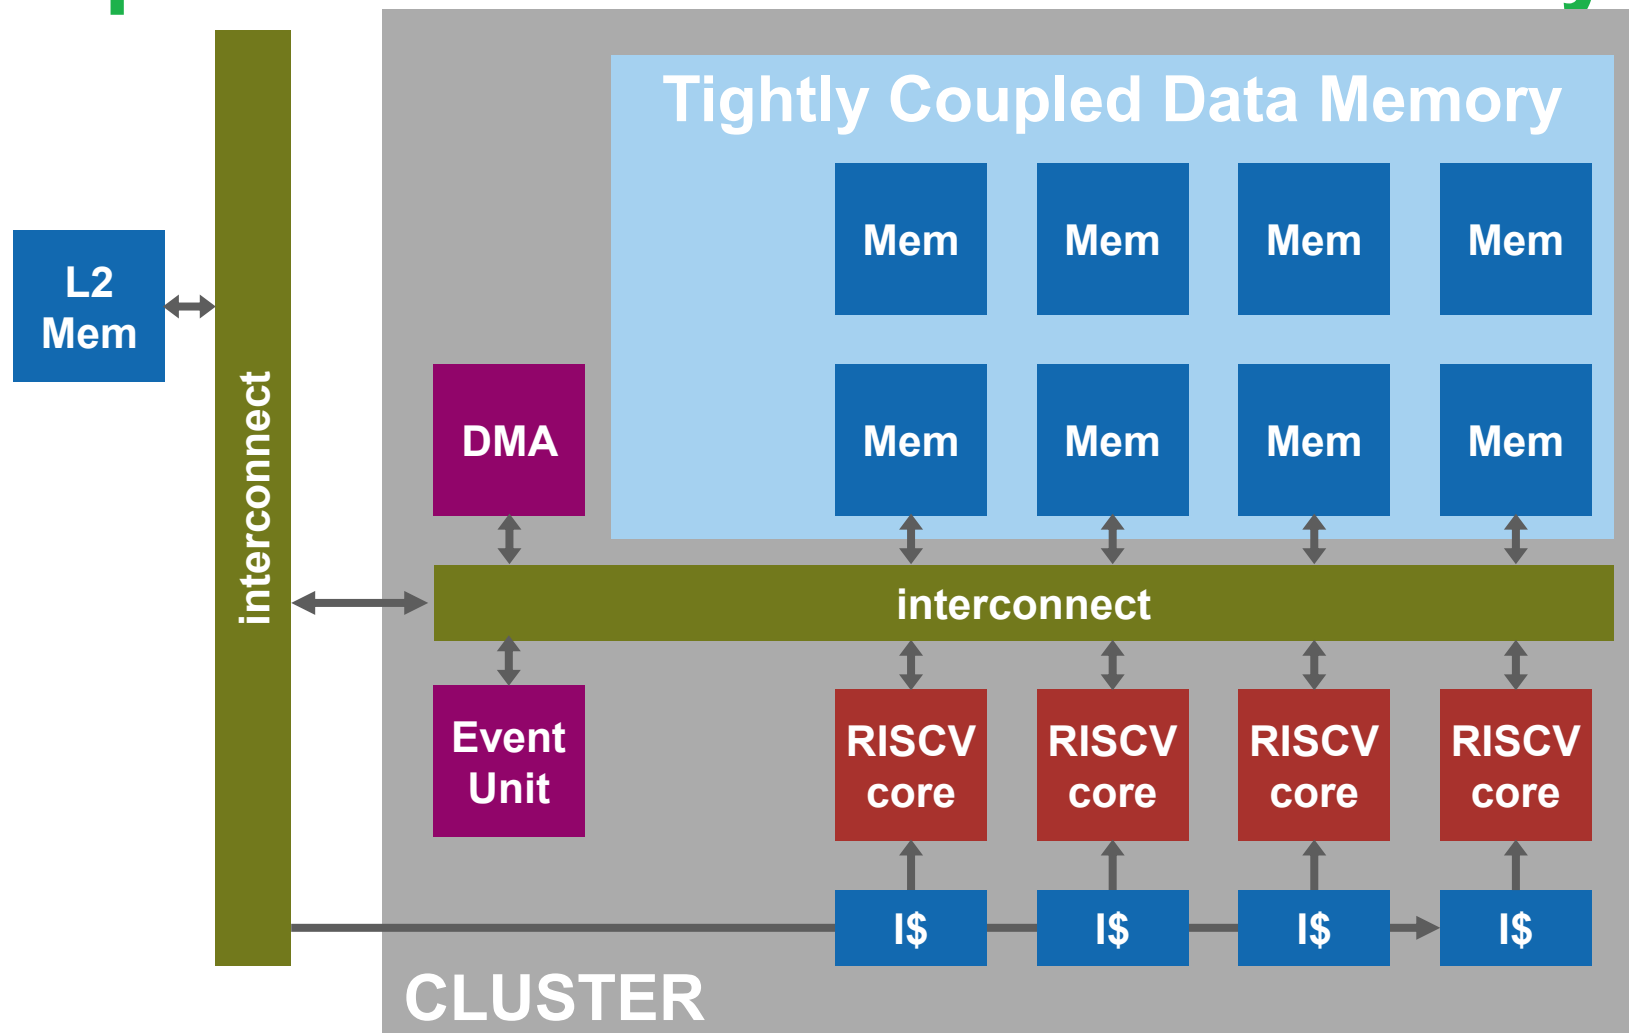 Tightly Coupled Data Memory
Mem Mem Mem Mem
L2
Mem
interconnect
DMA
Mem Mem Mem Mem
interconnect
Event
Unit
RISCV RISCV RISCV RISCV
core core core core
I$ I$ I$ I$
CLUSTER